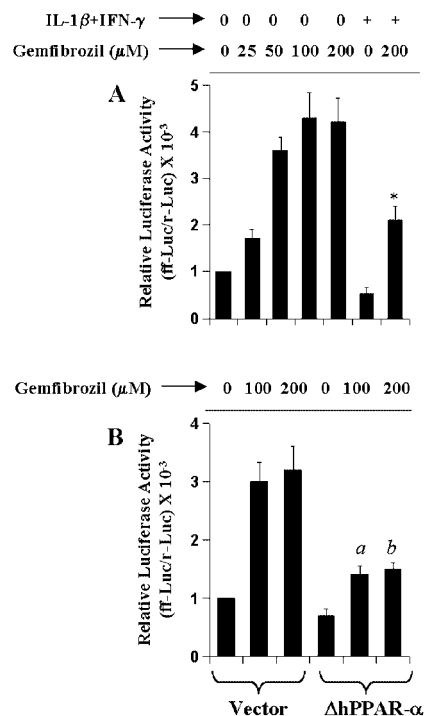 IL-1β+IFN-γ → 0 0 0 0 0 + +
Gemfibrozil (µM) → 0 25 50 100 200 0 200
A
Relative Luciferase Activity
(ff-Luc/r-Luc) X 10⁻³
5
4
3
2
1
0
*
Gemfibrozil (µM) → 0 100 200 0 100 200
B
Relative Luciferase Activity
(ff-Luc/r-Luc) X 10⁻³
4
3
2
1
0
a b
Vector ΔhPPAR-α